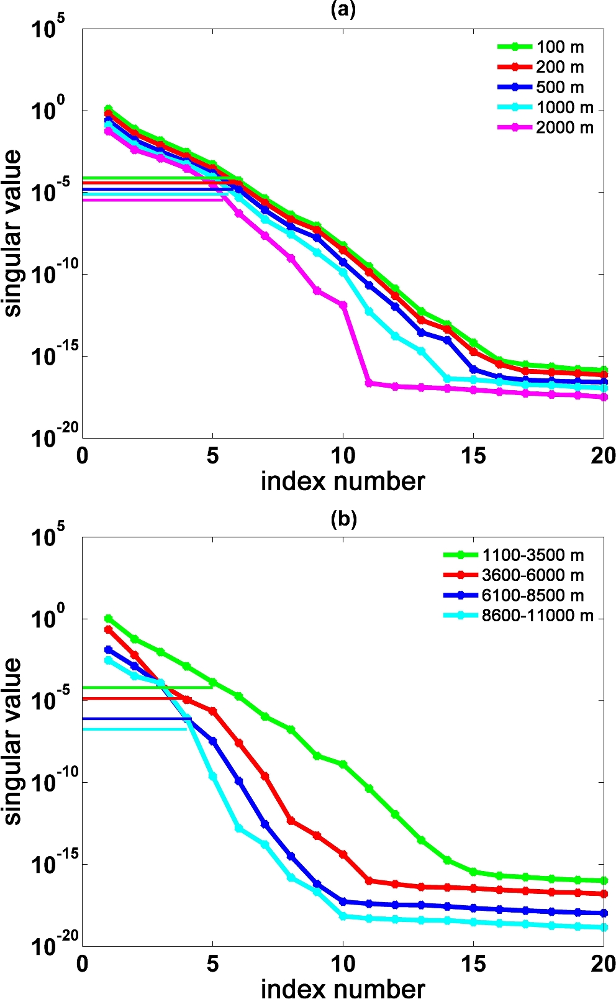 (a)
10^5
10^0
10^-5
10^-10
10^-15
10^-20
singular value
100 m
200 m
500 m
1000 m
2000 m
0 5 10 15 20
index number
(b)
10^5
10^0
10^-5
10^-10
10^-15
10^-20
singular value
1100-3500 m
3600-6000 m
6100-8500 m
8600-11000 m
0 5 10 15 20
index number